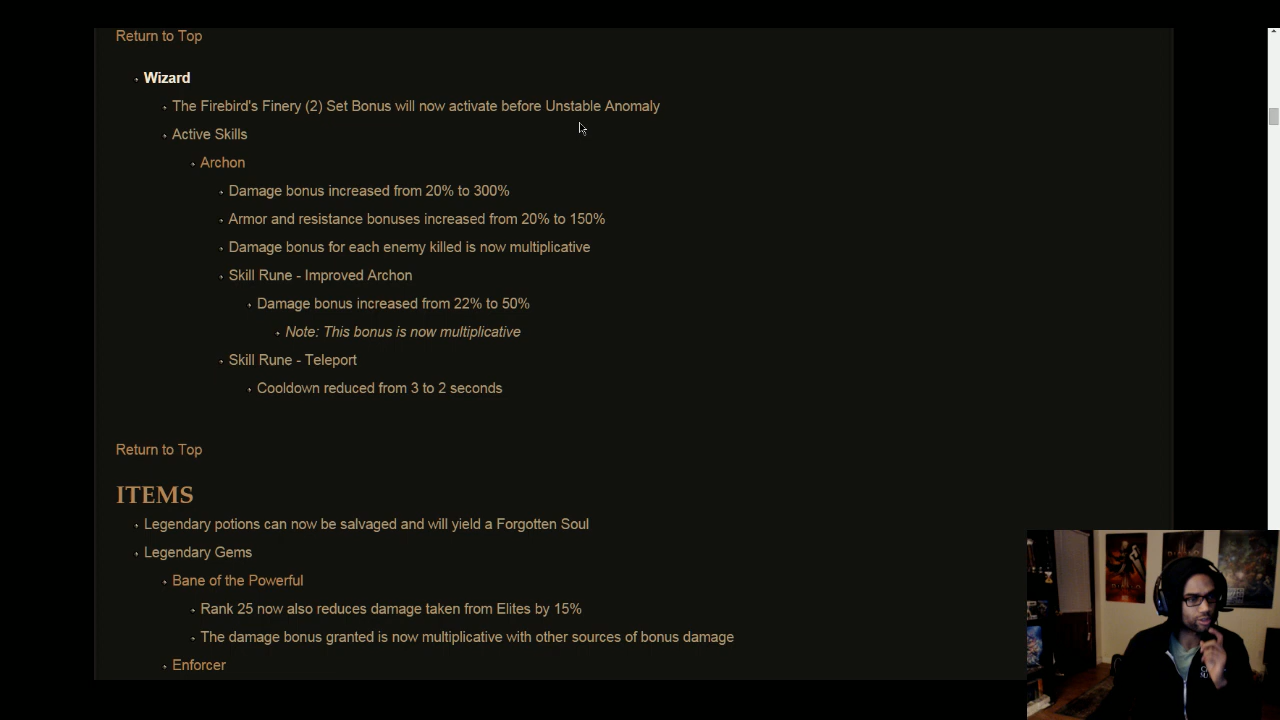 Return to Top
Wizard
The Firebird's Finery (2) Set Bonus will now activate before Unstable Anomaly
Active Skills
Archon
Damage bonus increased from 20% to 300%
Armor and resistance bonuses increased from 20% to 150%
Damage bonus for each enemy killed is now multiplicative
Skill Rune - Improved Archon
Damage bonus increased from 22% to 50%
Note: This bonus is now multiplicative
Skill Rune - Teleport
Cooldown reduced from 3 to 2 seconds
Return to Top
ITEMS
Legendary potions can now be salvaged and will yield a Forgotten Soul
Legendary Gems
Bane of the Powerful
Rank 25 now also reduces damage taken from Elites by 15%
The damage bonus granted is now multiplicative with other sources of bonus damage
Enforcer